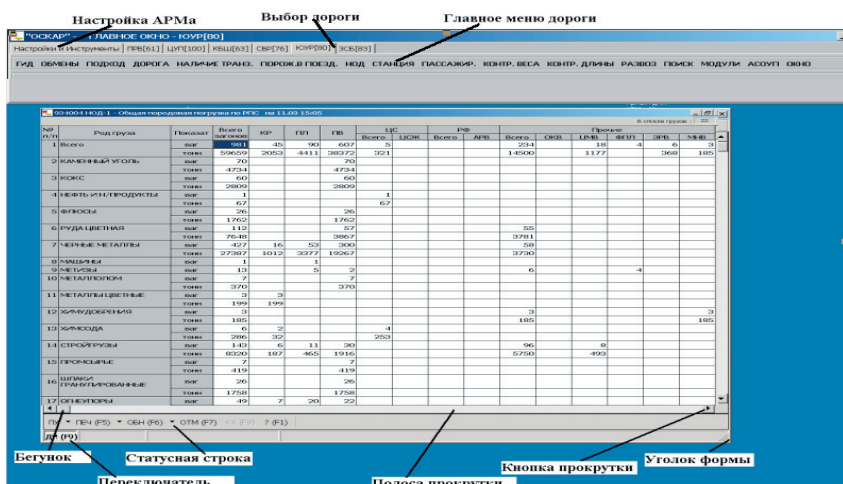 Настройка АРМа Выбор дороги Главное меню дороги
"ОСКАР" - ГЛАВНОЕ ОКНО - ЮУР[80]
Настройки и Инструменты ПРВ[61] ЦУП[100] КБШ[63] СВР[76] ЮУР[80] ЗСБ[83]
ГИД ОБМЕНЫ ПОДХОД ДОРОГА НАЛИЧИЕ ТРАНЗ. ПОРОЖ.В ПОЕЗД. НОД СТАНЦИЯ ПАССАЖИР. КОНТР. ВЕСА КОНТР. ДЛИНЫ РАЗВОЗ ПОИСК МОДУЛИ АСОУП ОКНО
934004 НОД-1 - Общая породовая погрузка по РПС на 11.03 15:05
В списке грузов: 22
№ п/п Род груза Показат Всего вагонов КР ПЛ ПВ ЦС РФ Прочие
Всего ЦСЖ Всего АРВ Всего ОКВ ЦМВ ФПЛ ЗРВ МНВ
1 Всего ваг 981 45 90 607 5 234 18 4 6 3
тонн 59659 2053 4411 38372 321 14500 1177 368 185
2 КАМЕННЫЙ УГОЛЬ ваг 70 70
тонн 4734 4734
3 КОКС ваг 60 60
тонн 2809 2809
4 НЕФТЬ И Н/ПРОДУКТЫ ваг 1 1
тонн 67 67
5 ФЛЮСЫ ваг 26 26
тонн 1762 1762
6 РУДА ЦВЕТНАЯ ваг 112 57 55
тонн 7648 3867 3781
7 ЧЕРНЫЕ МЕТАЛЛЫ ваг 427 16 53 300 58
тонн 27387 1012 3377 19267 3730
8 МАШИНЫ ваг 1 1
9 МЕТИЗЫ ваг 13 5 2 6 4
10 МЕТАЛЛОЛОМ ваг 7 7
тонн 370 370
11 МЕТАЛЛЫ ЦВЕТНЫЕ ваг 3 3
тонн 199 199
12 ХИМУДОБРЕНИЯ ваг 3 3 3
тонн 185 185 185
13 ХИМСОДА ваг 6 2 4
тонн 286 32 253
14 СТРОЙГРУЗЫ ваг 143 6 11 30 96 8
тонн 8320 187 465 1916 5750 493
15 ПРОМСЫРЬЕ ваг 7 7
тонн 419 419
16 ШЛАКИ ГРАНУЛИРОВАННЫЕ ваг 26 26
тонн 1758 1758
17 ОГНЕУПОРЫ ваг 49 7 20 22
ПЕЧ (F5) ОБН (F6) ОТМ (F7) ? (F1)
(F9)
Бегунок Статусная строка Кнопка прокрутки Уголок формы
Переключатель Полоса прокрутки